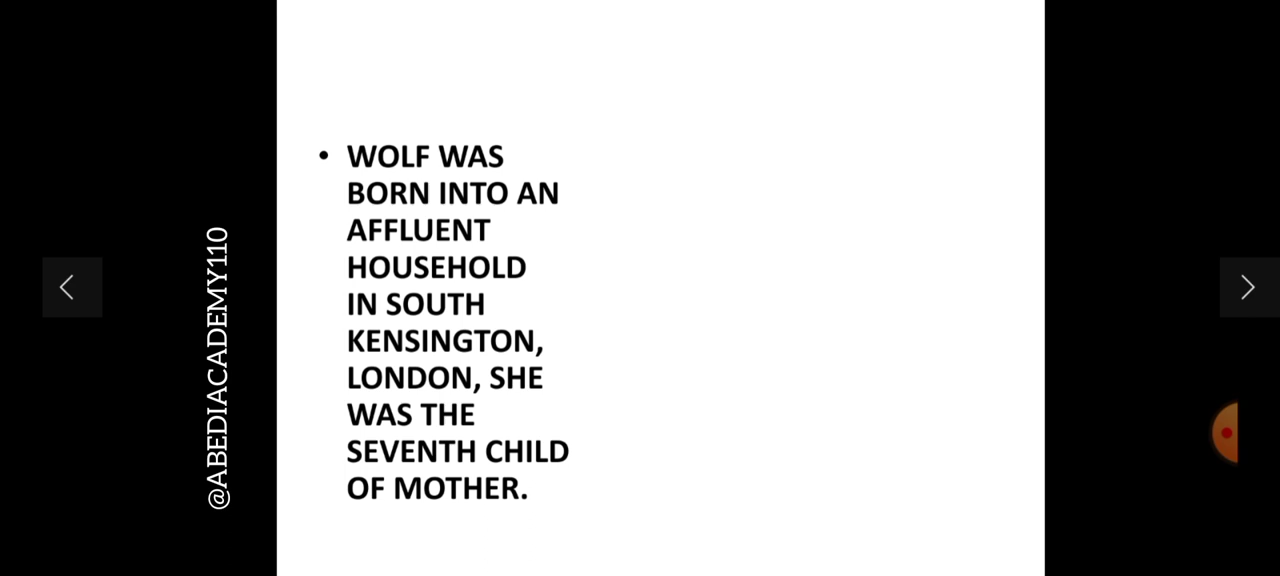 @ABEDIACADEMY110
• WOLF WAS
BORN INTO AN
AFFLUENT
HOUSEHOLD
IN SOUTH
KENSINGTON,
LONDON, SHE
WAS THE
SEVENTH CHILD
OF MOTHER.